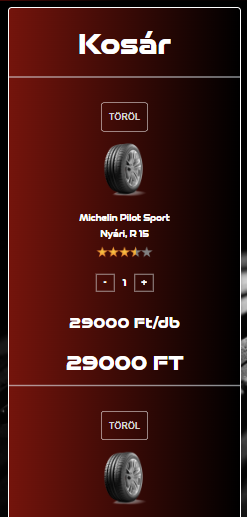 Kosár
TÖRÖL
Michelin Pilot Sport
Nyári, R 15
- 1 +
29000 Ft/db
29000 FT
TÖRÖL